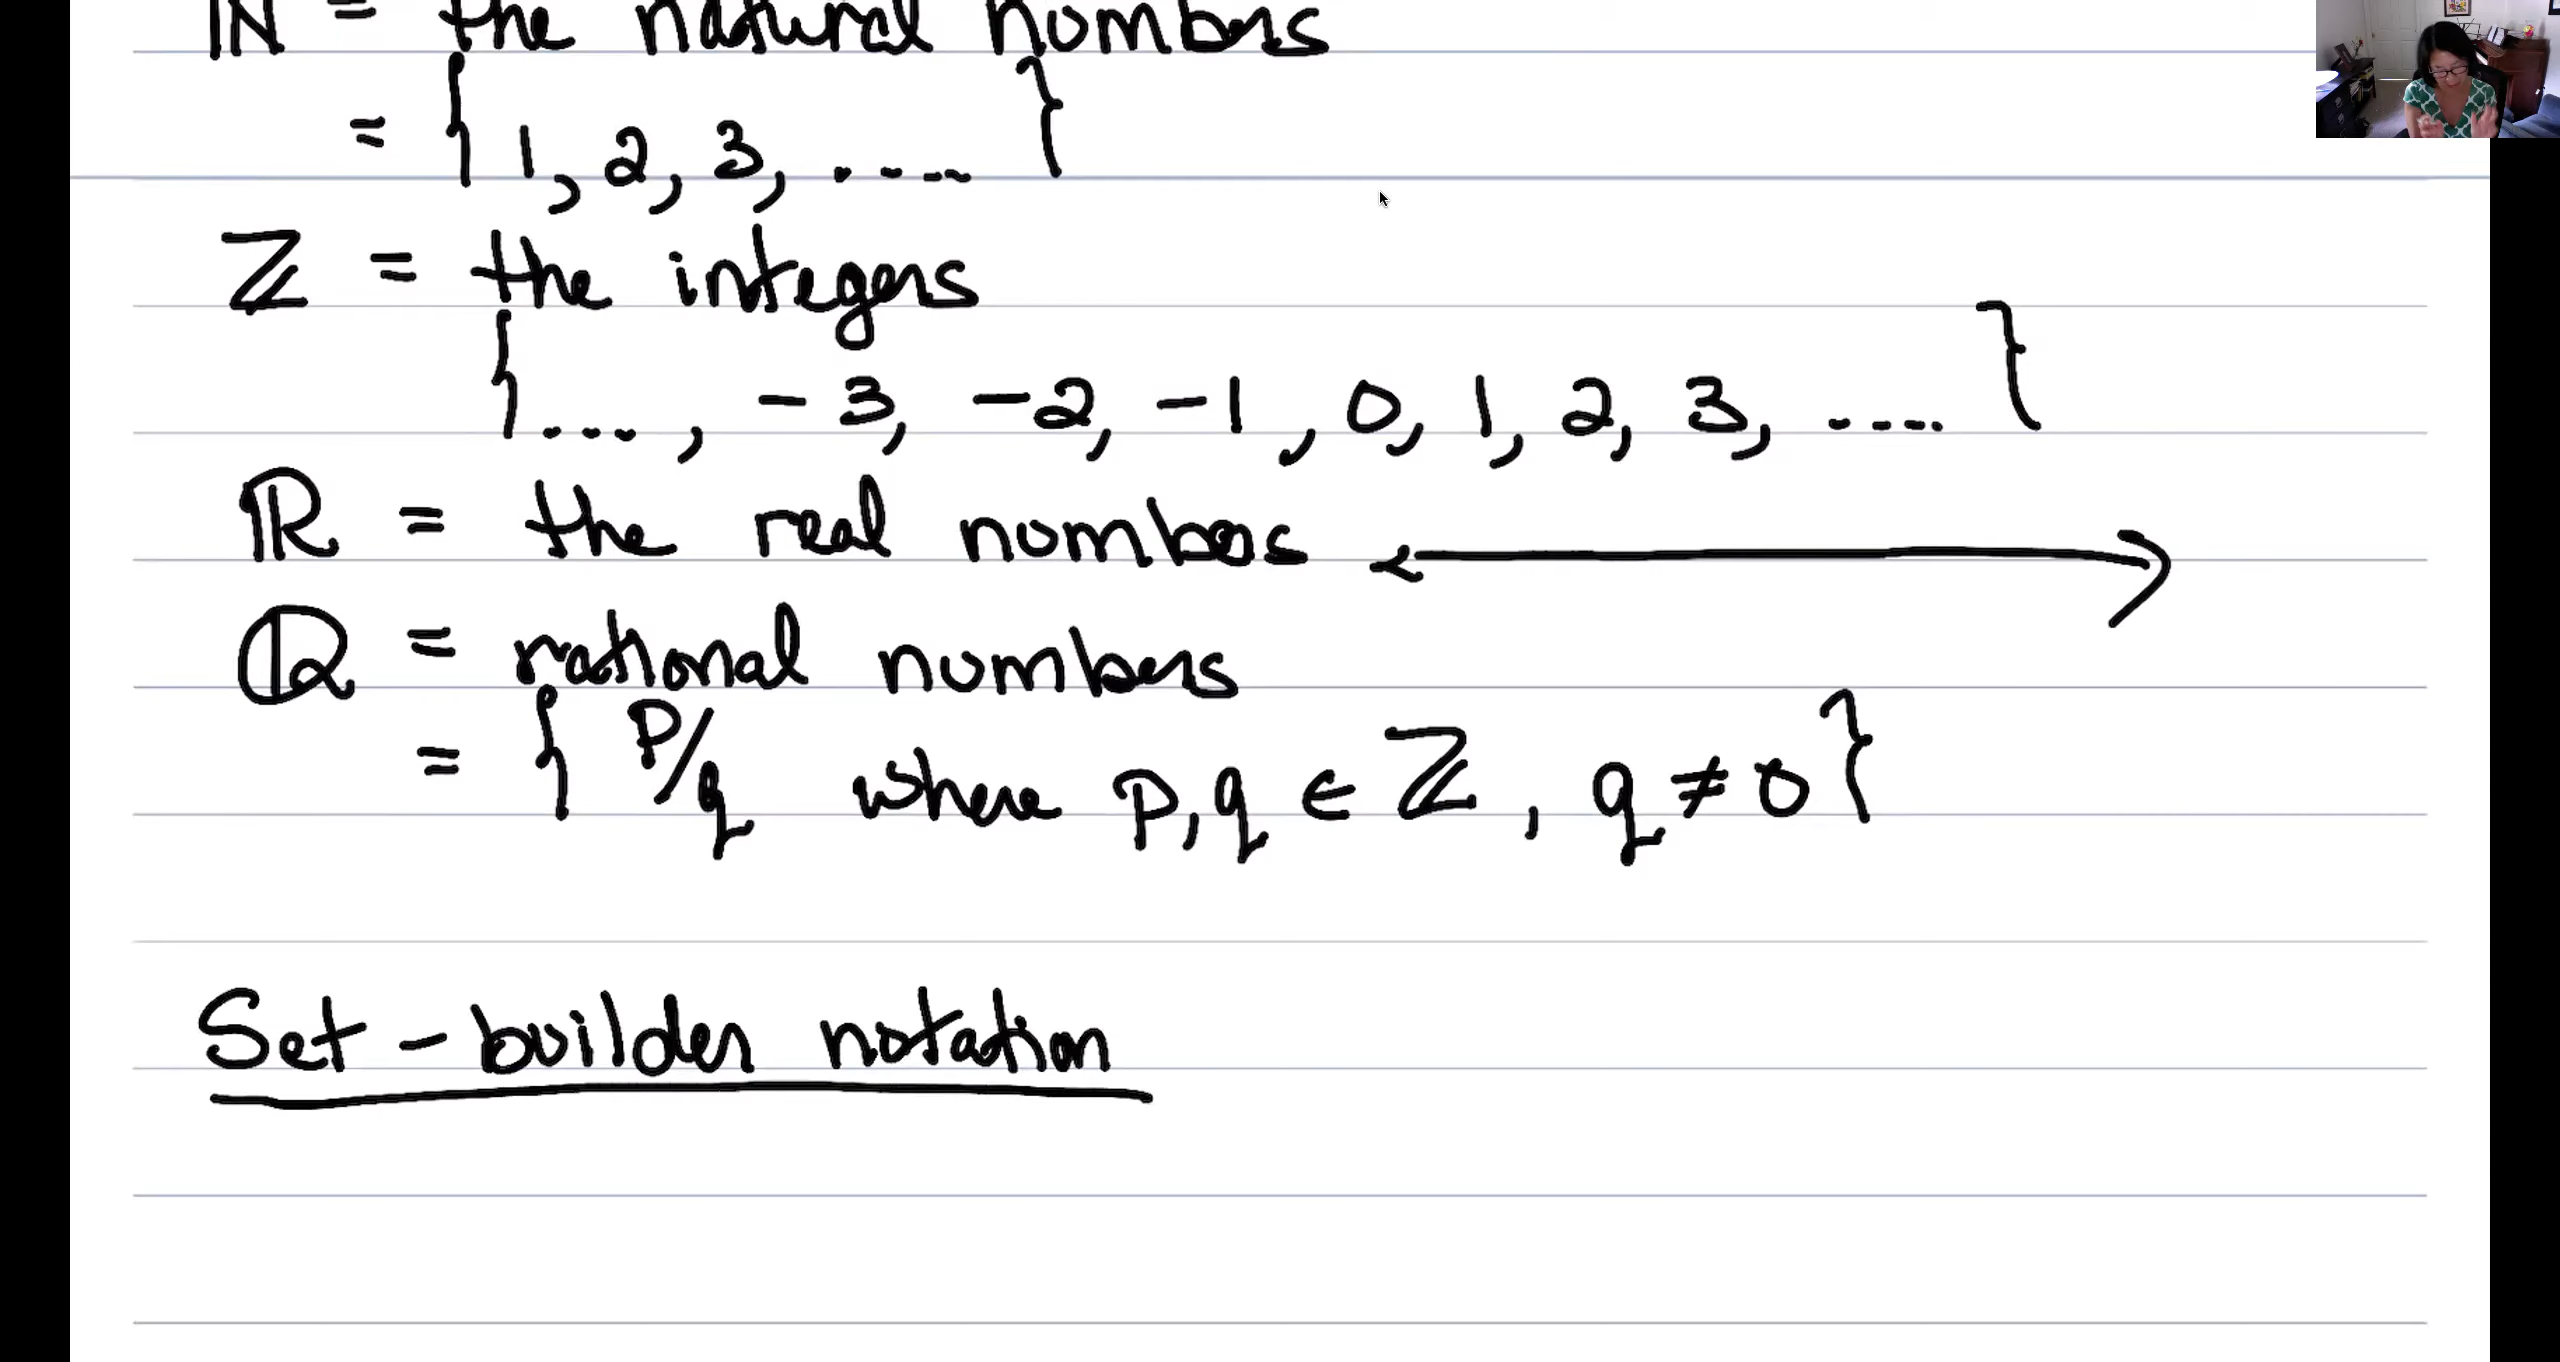 ℕ = the natural numbers
= { 1, 2, 3, ..... }
ℤ = the integers
{ ...., -3, -2, -1, 0, 1, 2, 3, .... }
ℝ = the real numbers
ℚ = rational numbers
= { p/q where p, q ∈ ℤ, q ≠ 0 }
Set-builder notation